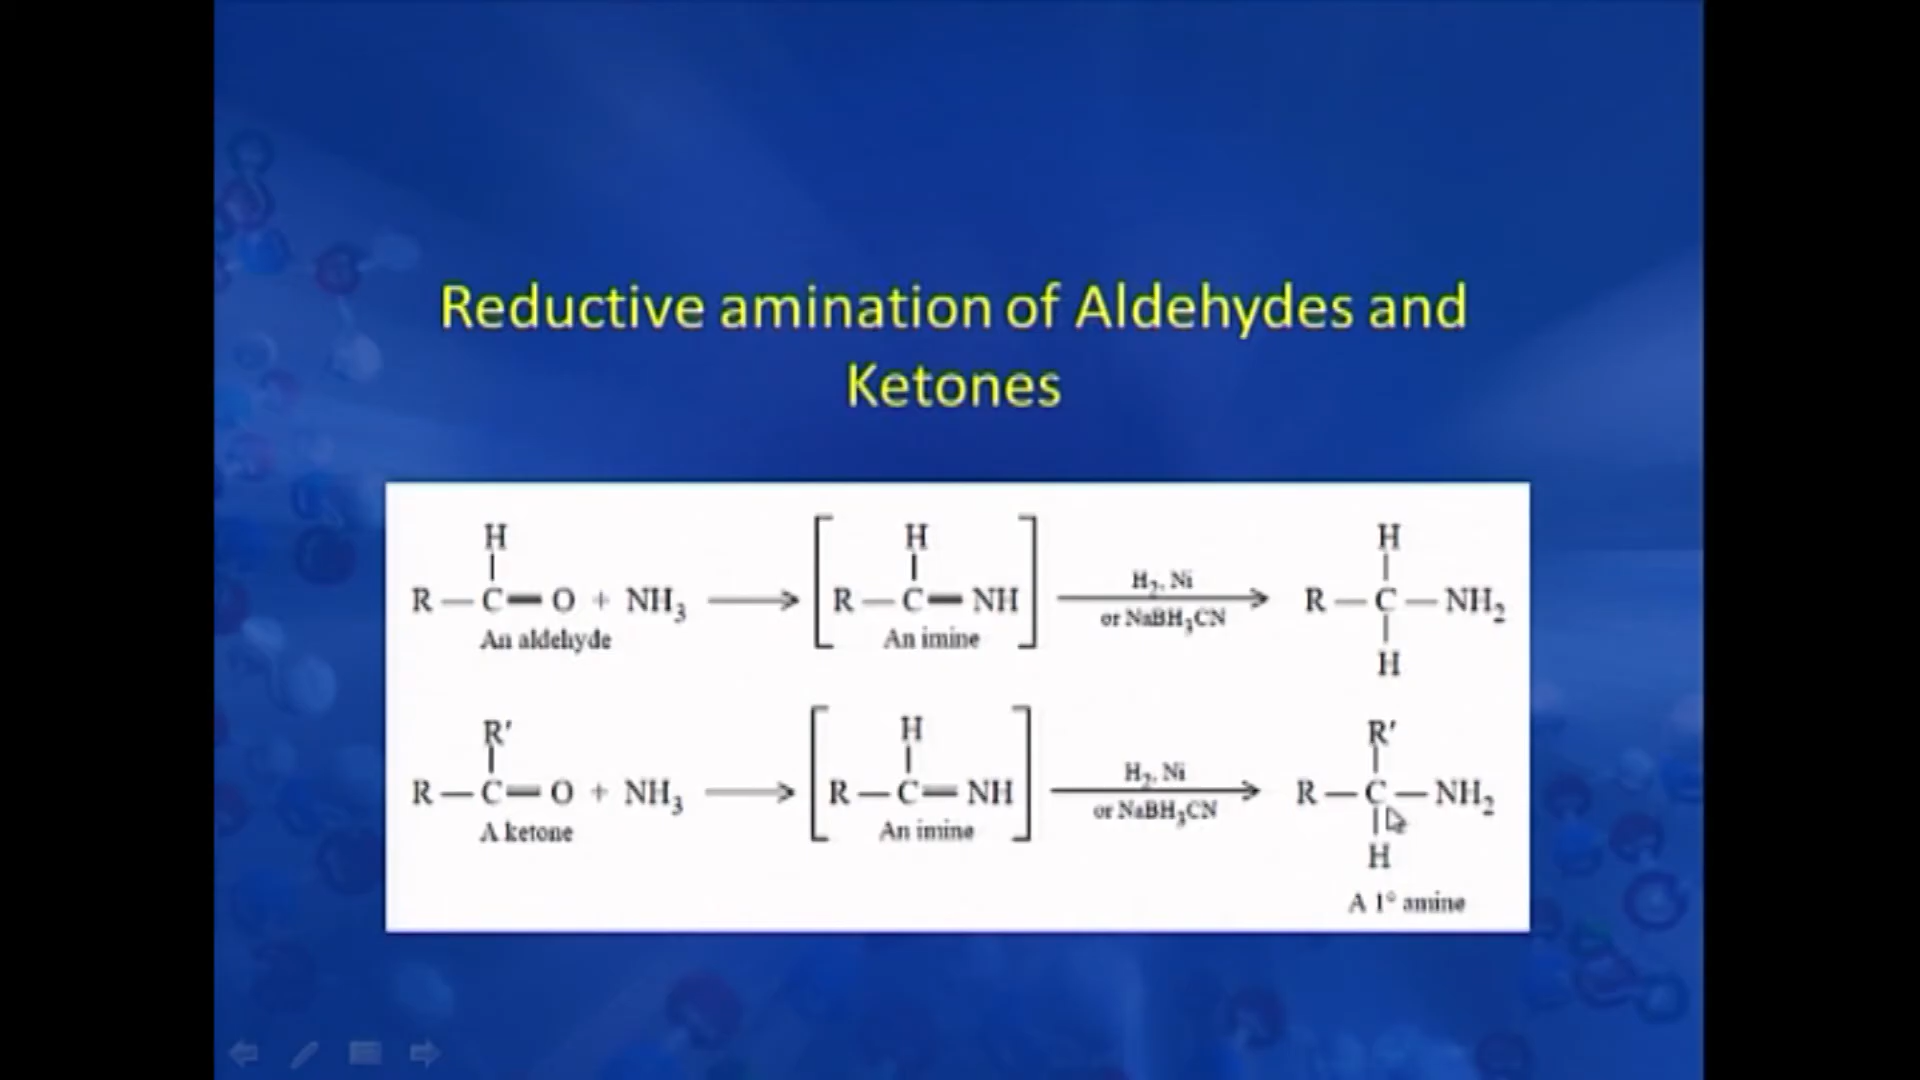 Reductive amination of Aldehydes and
Ketones
H H H
R — C = O + NH₃ → [ R — C = NH ] H₂, Ni or NaBH₃CN → R — C — NH₂
An aldehyde An imine H
R′ H R′
R — C = O + NH₃ → [ R — C = NH ] H₂, Ni or NaBH₃CN → R — C — NH₂
A ketone An imine H
A 1° amine